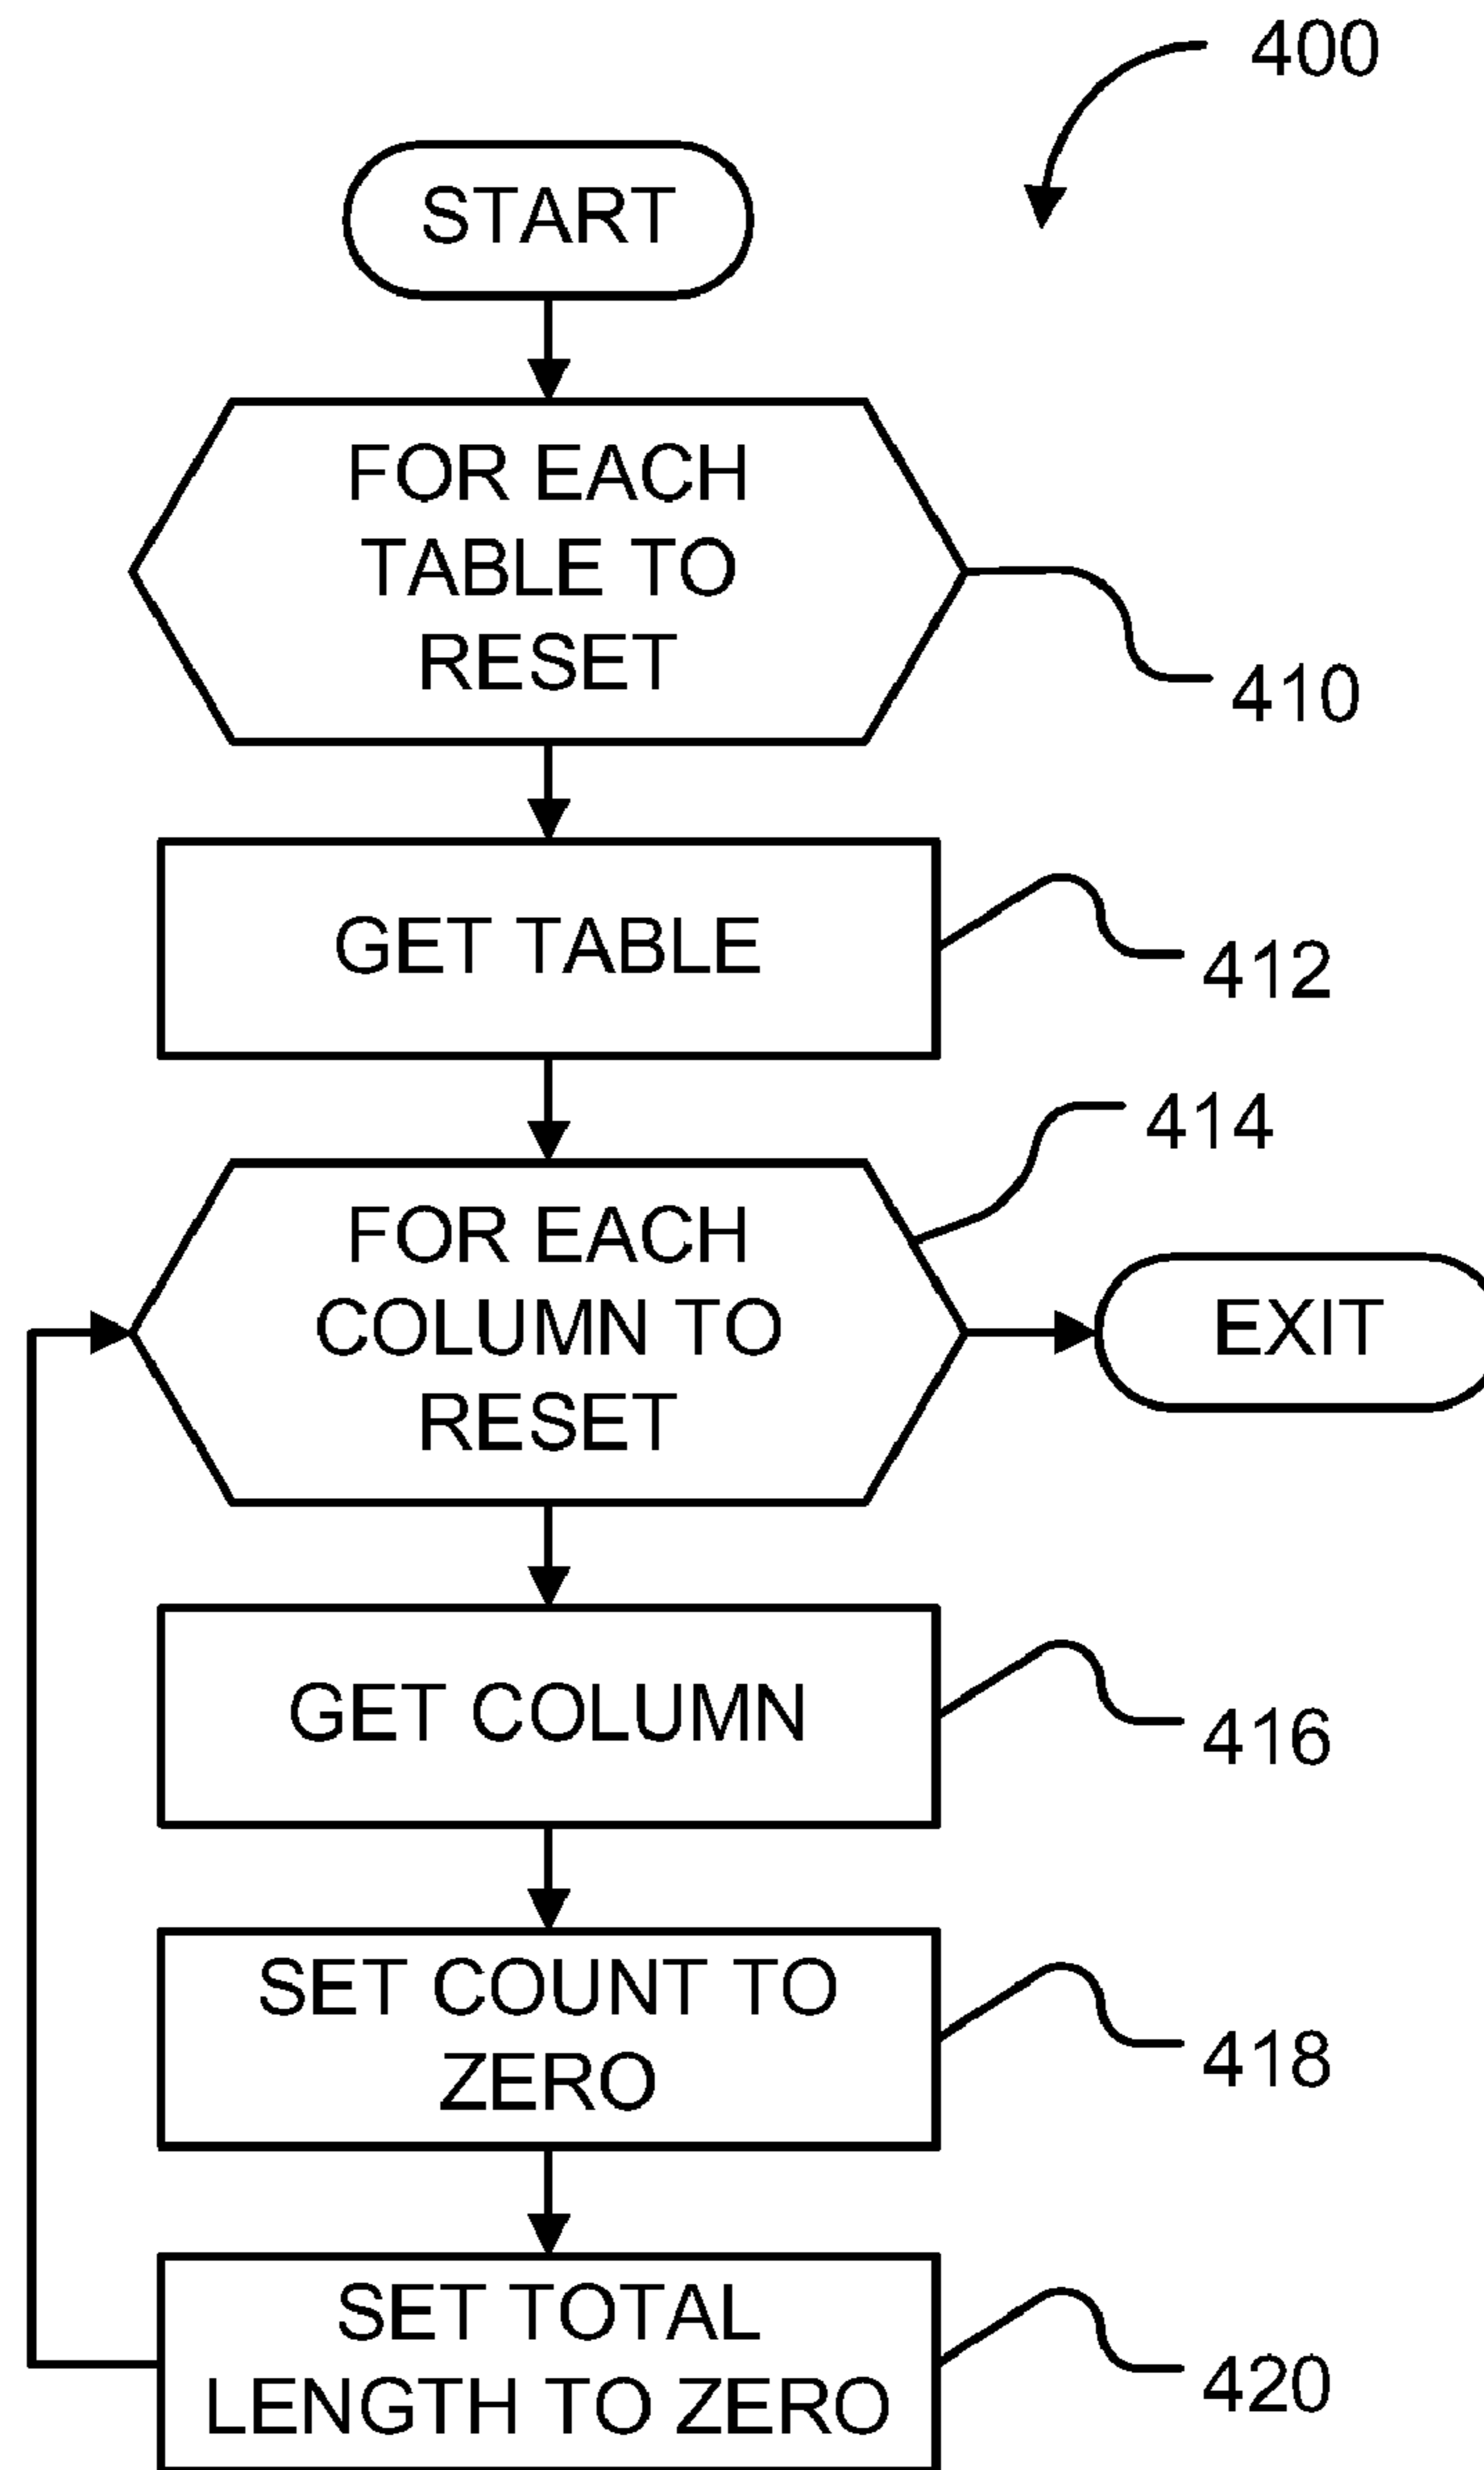 400
START
FOR EACH
TABLE TO
RESET
410
GET TABLE
412
414
FOR EACH
COLUMN TO
RESET
EXIT
GET COLUMN
416
SET COUNT TO
ZERO
418
SET TOTAL
LENGTH TO ZERO
420